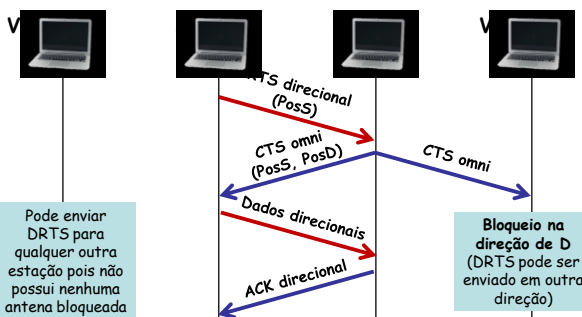 V
V
RTS direcional
(PosS)
CTS omni
(PosS, PosD)
CTS omni
Dados direcionais
ACK direcional
Pode enviar
DRTS para
qualquer outra
estação pois não
possui nenhuma
antena bloqueada
Bloqueio na
direção de D
(DRTS pode ser
enviado em outra
direção)